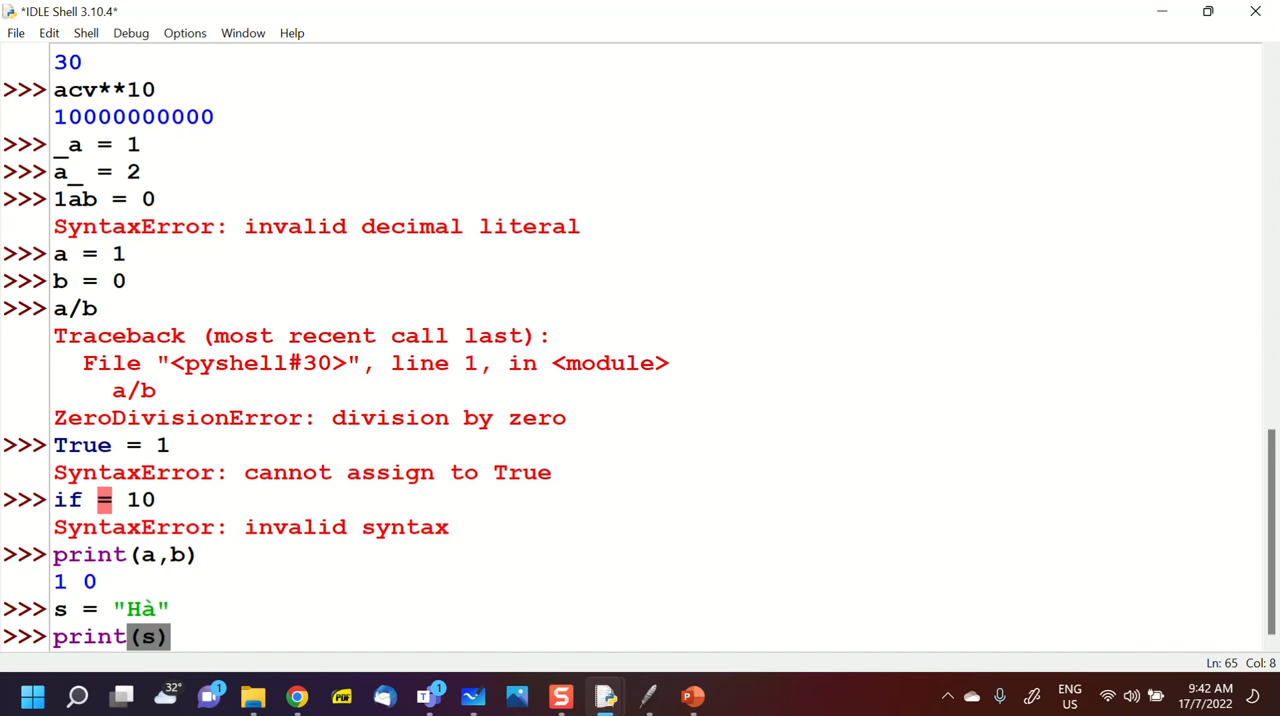 *IDLE Shell 3.10.4*
File Edit Shell Debug Options Window Help
30
>>> acv**10
10000000000
>>> _a = 1
>>> a_ = 2
>>> 1ab = 0
SyntaxError: invalid decimal literal
>>> a = 1
>>> b = 0
>>> a/b
Traceback (most recent call last):
File "<pyshell#30>", line 1, in <module>
a/b
ZeroDivisionError: division by zero
>>> True = 1
SyntaxError: cannot assign to True
>>> if = 10
SyntaxError: invalid syntax
>>> print(a,b)
1 0
>>> s = "Hà"
>>> print(s)
Ln: 65 Col: 8
32° 1 PDF T 1 S P ENG 9:42 AM
US 17/7/2022